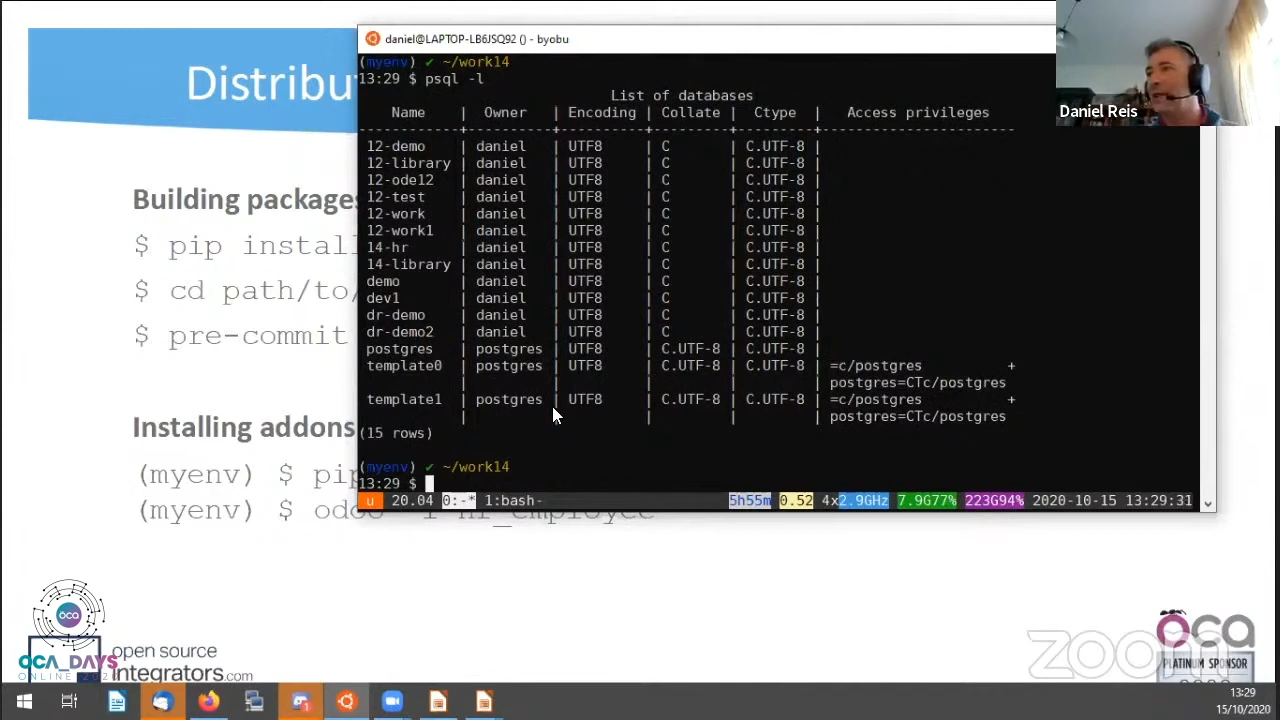 daniel@LAPTOP-LB6JSQ92 () - byobu
Distribu
(myenv) ✔ ~/work14
13:29 $ psql -l
List of databases
Name | Owner | Encoding | Collate | Ctype | Access privileges
12-demo | daniel | UTF8 | C | C.UTF-8 |
12-library | daniel | UTF8 | C | C.UTF-8 |
12-ode12 | daniel | UTF8 | C | C.UTF-8 |
12-test | daniel | UTF8 | C | C.UTF-8 |
12-work | daniel | UTF8 | C | C.UTF-8 |
12-work1 | daniel | UTF8 | C | C.UTF-8 |
14-hr | daniel | UTF8 | C | C.UTF-8 |
14-library | daniel | UTF8 | C | C.UTF-8 |
demo | daniel | UTF8 | C | C.UTF-8 |
dev1 | daniel | UTF8 | C | C.UTF-8 |
dr-demo | daniel | UTF8 | C | C.UTF-8 |
dr-demo2 | daniel | UTF8 | C | C.UTF-8 |
postgres | postgres | UTF8 | C.UTF-8 | C.UTF-8 |
template0 | postgres | UTF8 | C.UTF-8 | C.UTF-8 | =c/postgres +
| | | | | postgres=CTc/postgres
template1 | postgres | UTF8 | C.UTF-8 | C.UTF-8 | =c/postgres +
| | | | | postgres=CTc/postgres
(15 rows)
(myenv) ✔ ~/work14
13:29 $
u 20.04 0:-* 1:bash- 5h55m 0.52 4x2.9GHz 7.9G77% 223G94% 2020-10-15 13:29:31
Daniel Reis
Building packages
$ pip install
$ cd path/to/
$ pre-commit
Installing addons
(myenv) $ pip
(myenv) $ odoo -i hr_employee
oca
OCA_DAYS
open source
integrators.com
zoom
oca
PLATINUM SPONSOR
13:29
15/10/2020